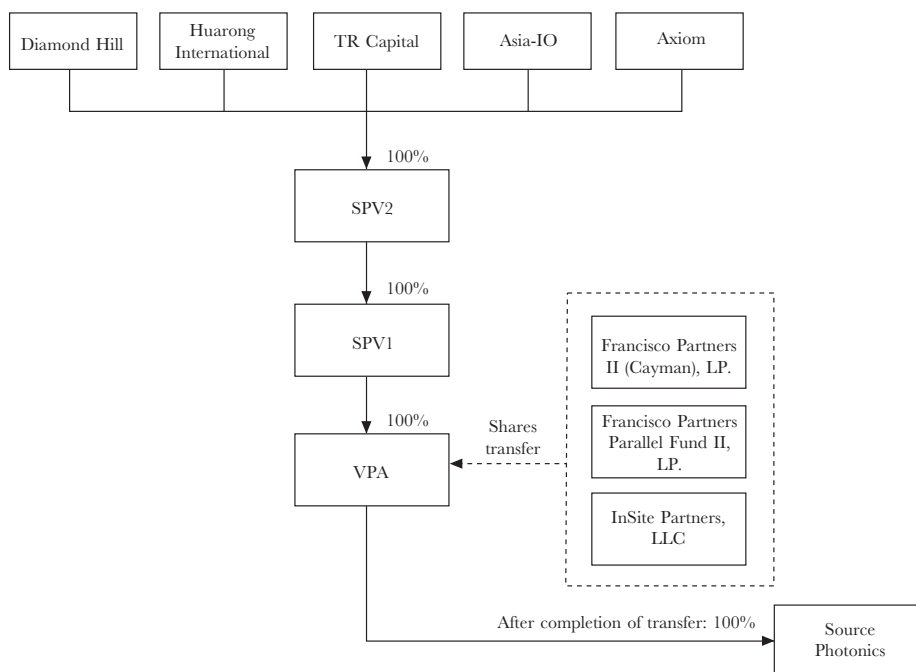 Diamond Hill
Huarong
International
TR Capital
Asia-IO
Axiom
100%
SPV2
100%
SPV1
100%
VPA
Shares
transfer
Francisco Partners
II (Cayman), LP.
Francisco Partners
Parallel Fund II,
LP.
InSite Partners,
LLC
After completion of transfer: 100%
Source
Photonics